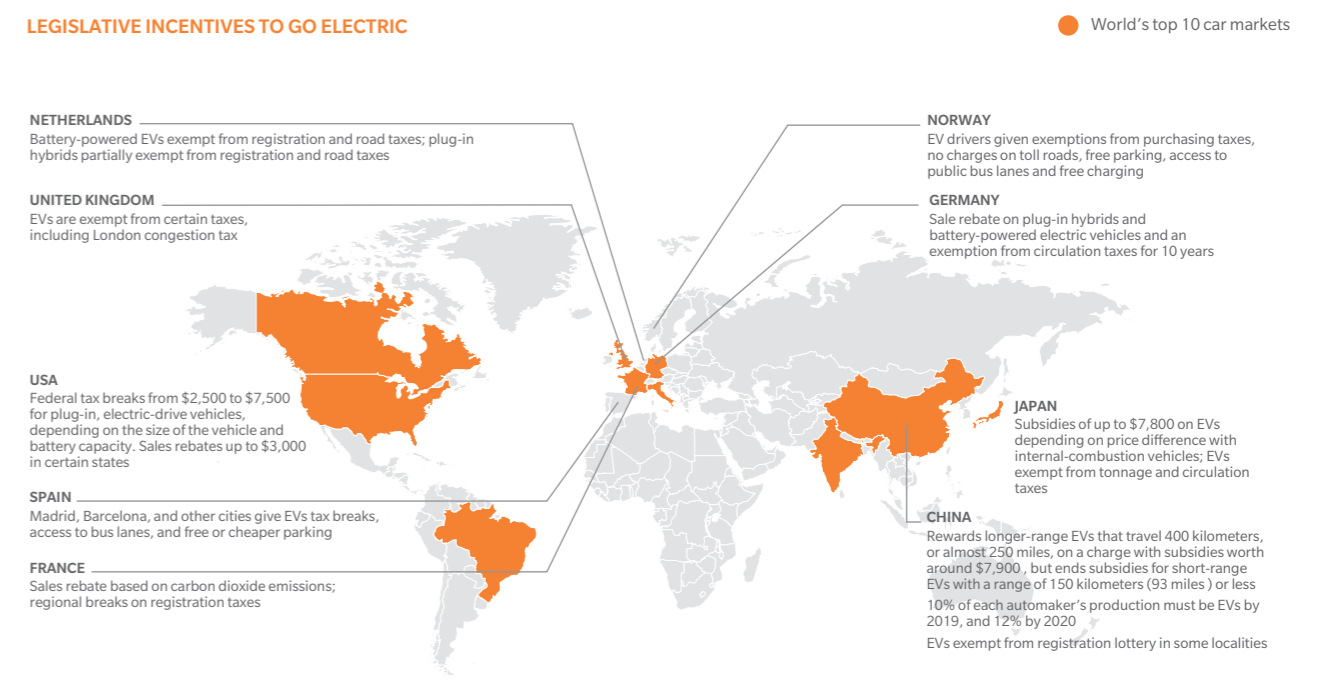 LEGISLATIVE INCENTIVES TO GO ELECTRIC
World's top 10 car markets
NETHERLANDS
Battery-powered EVs exempt from registration and road taxes; plug-in
hybrids partially exempt from registration and road taxes
UNITED KINGDOM
EVs are exempt from certain taxes,
including London congestion tax
USA
Federal tax breaks from $2,500 to $7,500
for plug-in, electric-drive vehicles,
depending on the size of the vehicle and
battery capacity. Sales rebates up to $3,000
in certain states
SPAIN
Madrid, Barcelona, and other cities give EVs tax breaks,
access to bus lanes, and free or cheaper parking
FRANCE
Sales rebate based on carbon dioxide emissions;
regional breaks on registration taxes
NORWAY
EV drivers given exemptions from purchasing taxes,
no charges on toll roads, free parking, access to
public bus lanes and free charging
GERMANY
Sale rebate on plug-in hybrids and
battery-powered electric vehicles and an
exemption from circulation taxes for 10 years
JAPAN
Subsidies of up to $7,800 on EVs
depending on price difference with
internal-combustion vehicles; EVs
exempt from tonnage and circulation
taxes
CHINA
Rewards longer-range EVs that travel 400 kilometers,
or almost 250 miles, on a charge with subsidies worth
around $7,900 , but ends subsidies for short-range
EVs with a range of 150 kilometers (93 miles ) or less
10% of each automaker's production must be EVs by
2019, and 12% by 2020
EVs exempt from registration lottery in some localities